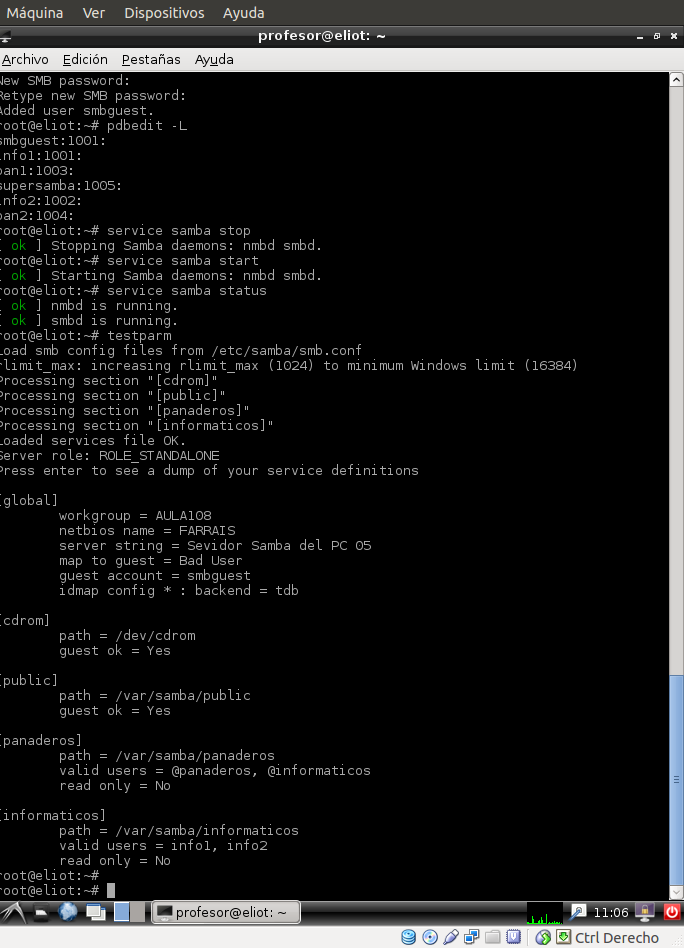 Máquina Ver Dispositivos Ayuda
profesor@eliot: ~
Archivo Edición Pestañas Ayuda
New SMB password:
Retype new SMB password:
Added user smbguest.
root@eliot:~# pdbedit -L
smbguest:1001:
info1:1001:
pan1:1003:
supersamba:1005:
info2:1002:
pan2:1004:
root@eliot:~# service samba stop
[ ok ] Stopping Samba daemons: nmbd smbd.
root@eliot:~# service samba start
[ ok ] Starting Samba daemons: nmbd smbd.
root@eliot:~# service samba status
[ ok ] nmbd is running.
[ ok ] smbd is running.
root@eliot:~# testparm
Load smb config files from /etc/samba/smb.conf
rlimit_max: increasing rlimit_max (1024) to minimum Windows limit (16384)
Processing section "[cdrom]"
Processing section "[public]"
Processing section "[panaderos]"
Processing section "[informaticos]"
Loaded services file OK.
Server role: ROLE_STANDALONE
Press enter to see a dump of your service definitions
[global]
workgroup = AULA108
netbios name = FARRAIS
server string = Sevidor Samba del PC 05
map to guest = Bad User
guest account = smbguest
idmap config * : backend = tdb
[cdrom]
path = /dev/cdrom
guest ok = Yes
[public]
path = /var/samba/public
guest ok = Yes
[panaderos]
path = /var/samba/panaderos
valid users = @panaderos, @informaticos
read only = No
[informaticos]
path = /var/samba/informaticos
valid users = info1, info2
read only = No
root@eliot:~#
root@eliot:~#
profesor@eliot: ~ 11:06
Ctrl Derecho